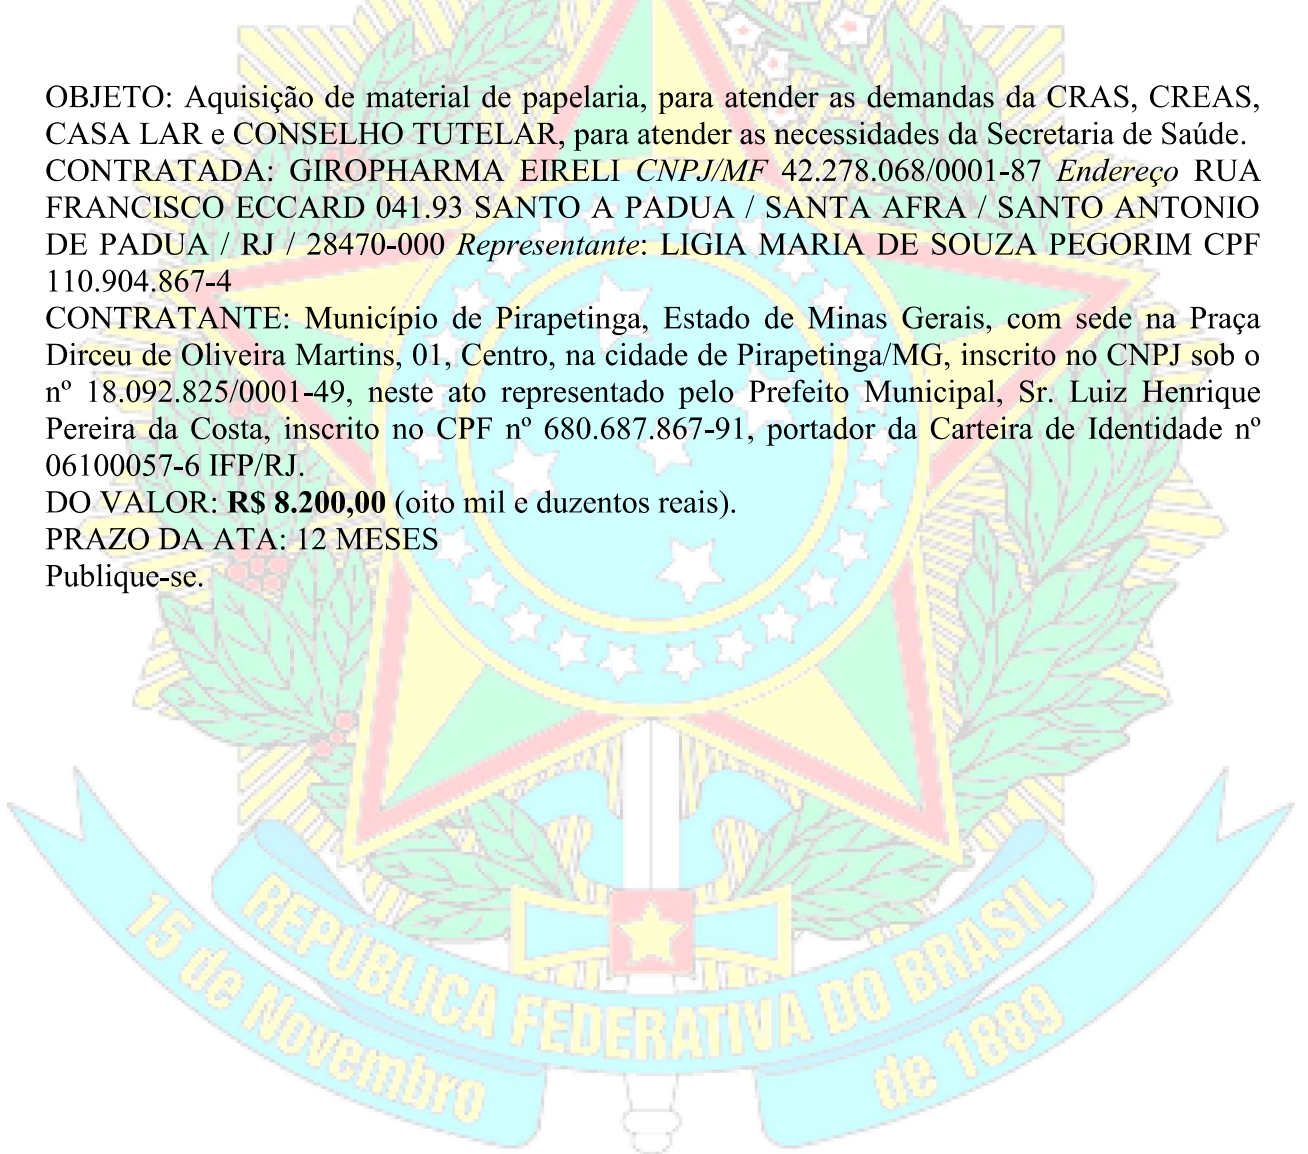 OBJETO: Aquisição de material de papelaria, para atender as demandas da CRAS, CREAS,
CASA LAR e CONSELHO TUTELAR, para atender as necessidades da Secretaria de Saúde.
CONTRATADA: GIROPHARMA EIRELI CNPJ/MF 42.278.068/0001-87 Endereço RUA
FRANCISCO ECCARD 041.93 SANTO A PADUA / SANTA AFRA / SANTO ANTONIO
DE PADUA / RJ / 28470-000 Representante: LIGIA MARIA DE SOUZA PEGORIM CPF
110.904.867-4
CONTRATANTE: Município de Pirapetinga, Estado de Minas Gerais, com sede na Praça
Dirceu de Oliveira Martins, 01, Centro, na cidade de Pirapetinga/MG, inscrito no CNPJ sob o
nº 18.092.825/0001-49, neste ato representado pelo Prefeito Municipal, Sr. Luiz Henrique
Pereira da Costa, inscrito no CPF nº 680.687.867-91, portador da Carteira de Identidade nº
06100057-6 IFP/RJ.
DO VALOR: R$ 8.200,00 (oito mil e duzentos reais).
PRAZO DA ATA: 12 MESES
Publique-se.
REPÚBLICA FEDERATIVA DO BRASIL
15 de Novembro de 1889